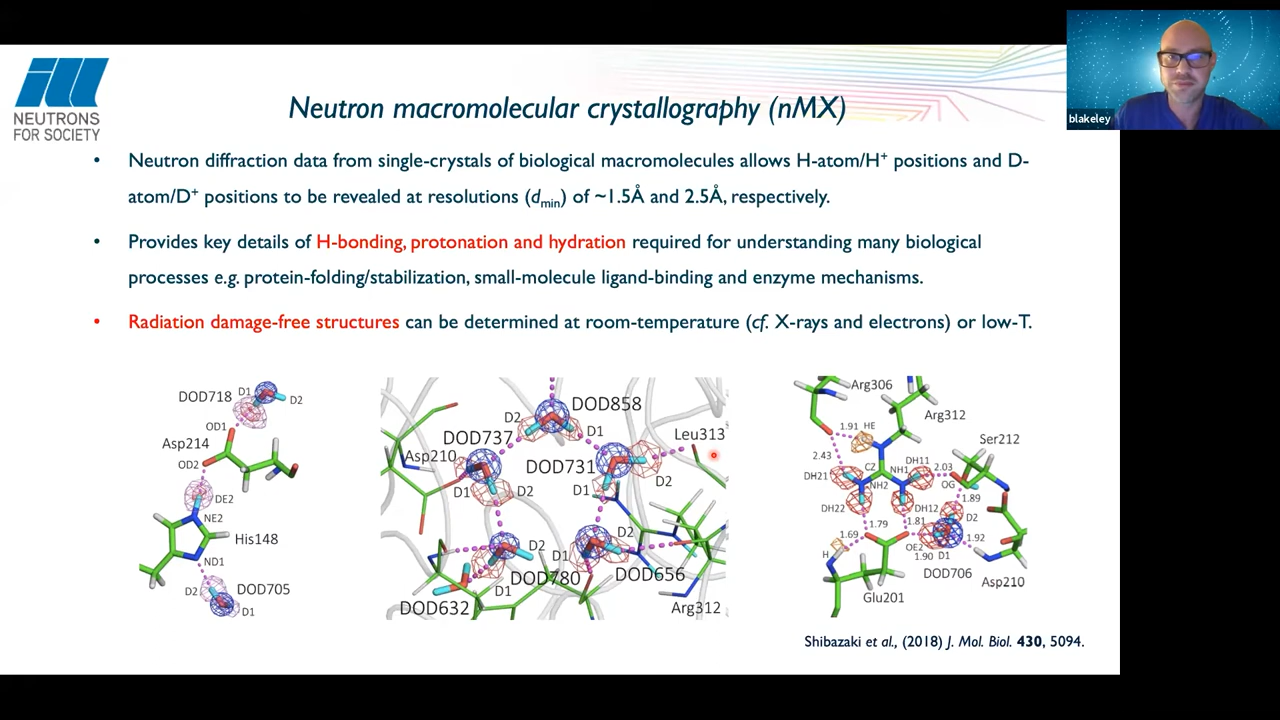 NEUTRONS
FOR SOCIETY
blakeley
Neutron macromolecular crystallography (nMX)
• Neutron diffraction data from single-crystals of biological macromolecules allows H-atom/H⁺ positions and D-
atom/D⁺ positions to be revealed at resolutions (dmin) of ~1.5Å and 2.5Å, respectively.
• Provides key details of H-bonding, protonation and hydration required for understanding many biological
processes e.g. protein-folding/stabilization, small-molecule ligand-binding and enzyme mechanisms.
• Radiation damage-free structures can be determined at room-temperature (cf. X-rays and electrons) or low-T.
DOD718 D1 D2
OD1
Asp214
OD2
DE2
NE2
His148
ND1
D2 DOD705
D1
DOD858
D2 D1
DOD737
Leu313
Asp210
DOD731
D1 D2 D1 D2
D2 D2
D1
DOD780 DOD656
D1
DOD632
Arg312
Arg306
Arg312
1.91 HE
Ser212
2.43
CZ NH1 DH11 2.03
DH21
NH2 OG
1.89
DH22 DH12 D2
1.79 1.81
1.69 1.92
H OE2 D1
1.90
DOD706
Asp210
Glu201
Shibazaki et al., (2018) J. Mol. Biol. 430, 5094.